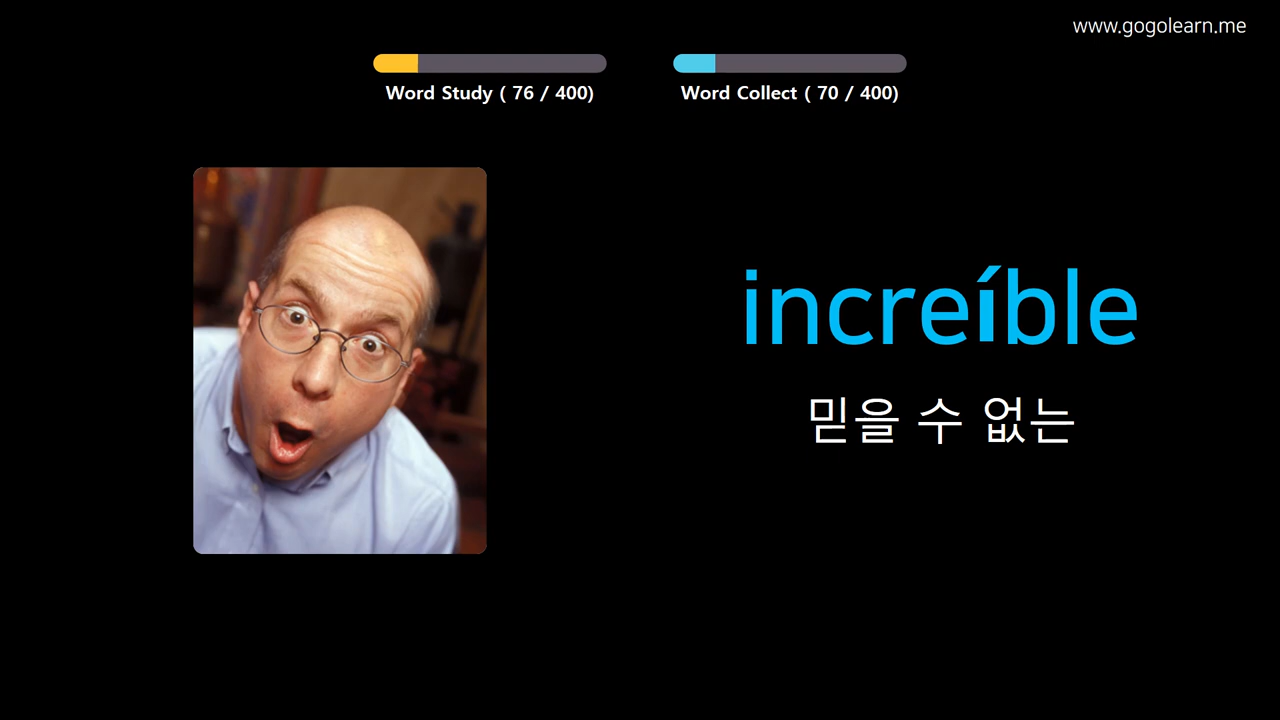 www.gogolearn.me
Word Study ( 76 / 400)
Word Collect ( 70 / 400)
increíble
믿을 수 없는